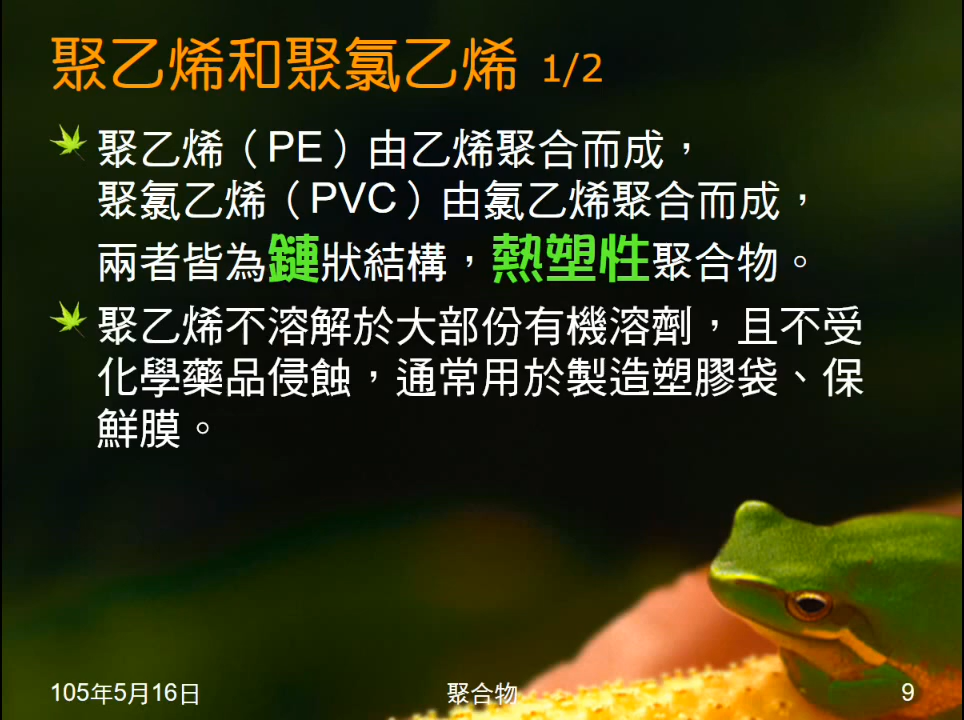 聚乙烯和聚氯乙烯 1/2
聚乙烯（PE）由乙烯聚合而成，
聚氯乙烯（PVC）由氯乙烯聚合而成，
兩者皆為鏈狀結構，熱塑性聚合物。
聚乙烯不溶解於大部份有機溶劑，且不受
化學藥品侵蝕，通常用於製造塑膠袋、保
鮮膜。
105年5月16日
聚合物
9